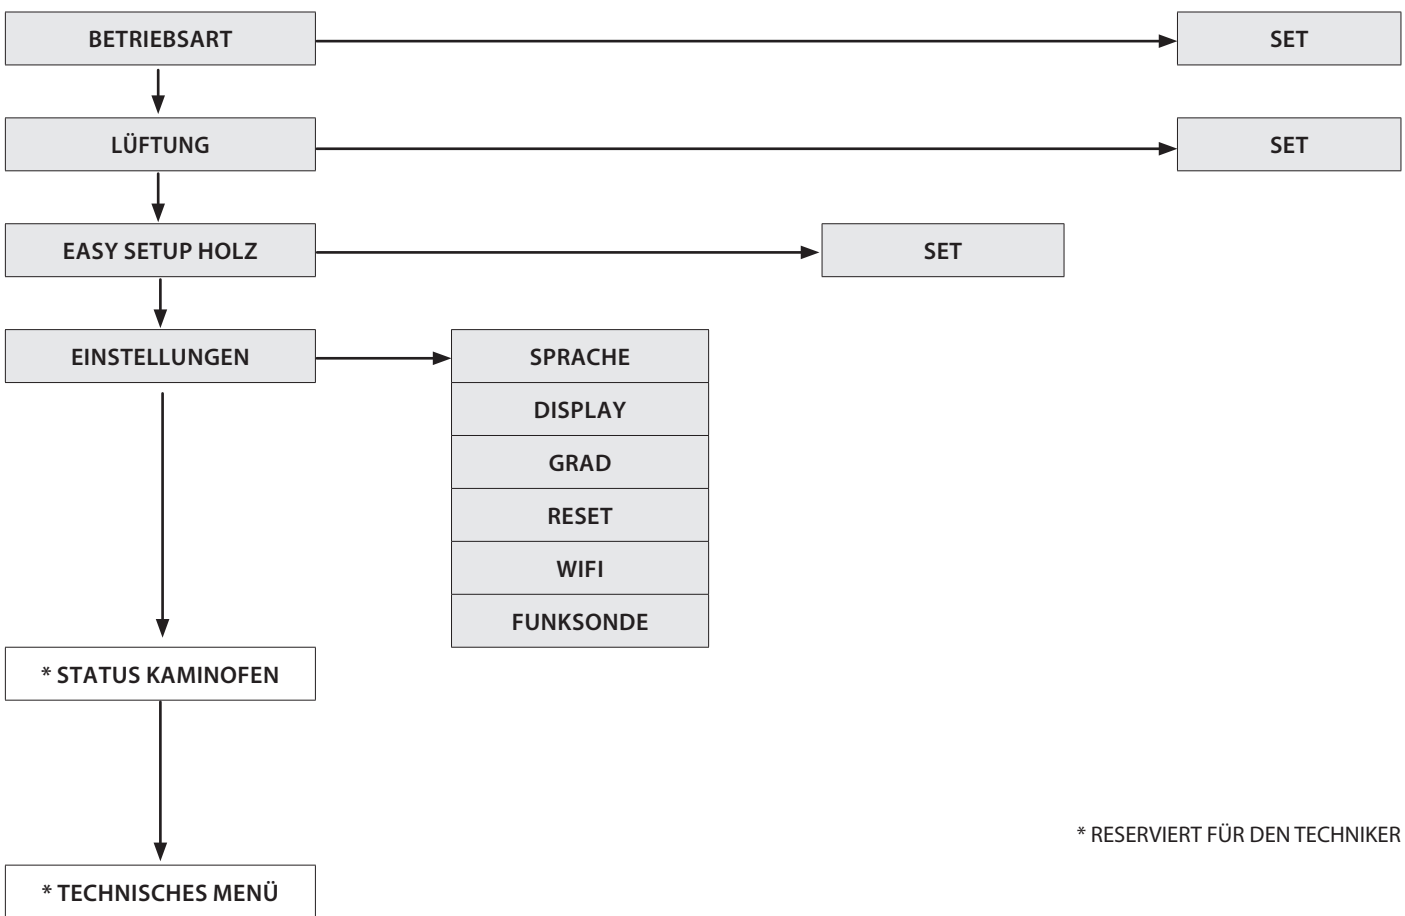 BETRIEBSART
SET
LÜFTUNG
SET
EASY SETUP HOLZ
SET
EINSTELLUNGEN
SPRACHE
DISPLAY
GRAD
RESET
WIFI
FUNKSONDE
* STATUS KAMINOFEN
* RESERVIERT FÜR DEN TECHNIKER
* TECHNISCHES MENÜ